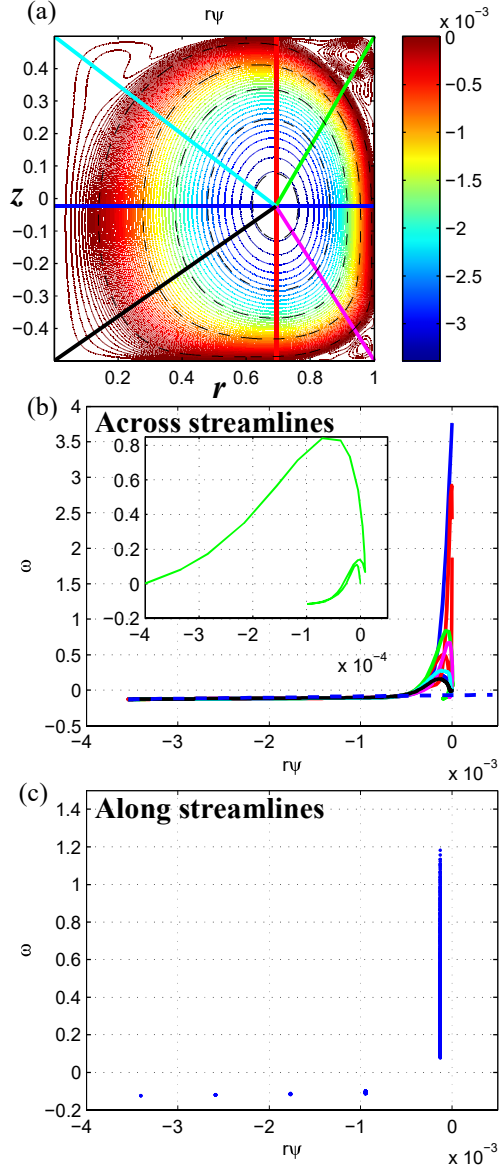 (a)
rψ
x 10⁻³
0.4
0.3
0.2
0.1
0
−0.1
−0.2
−0.3
−0.4
z
0.2 0.4 0.6 0.8 1
r
0
−0.5
−1
−1.5
−2
−2.5
−3
(b)
Across streamlines
4
3.5
3
2.5
2
1.5
1
0.5
0
−0.5
ω
0.8
0.6
0.4
0.2
0
−0.2
−4 −3 −2 −1 0
x 10⁻⁴
−4 −3 −2 −1 0
rψ
x 10⁻³
(c)
Along streamlines
1.4
1.2
1
0.8
0.6
0.4
0.2
0
−0.2
ω
−4 −3 −2 −1 0
rψ
x 10⁻³